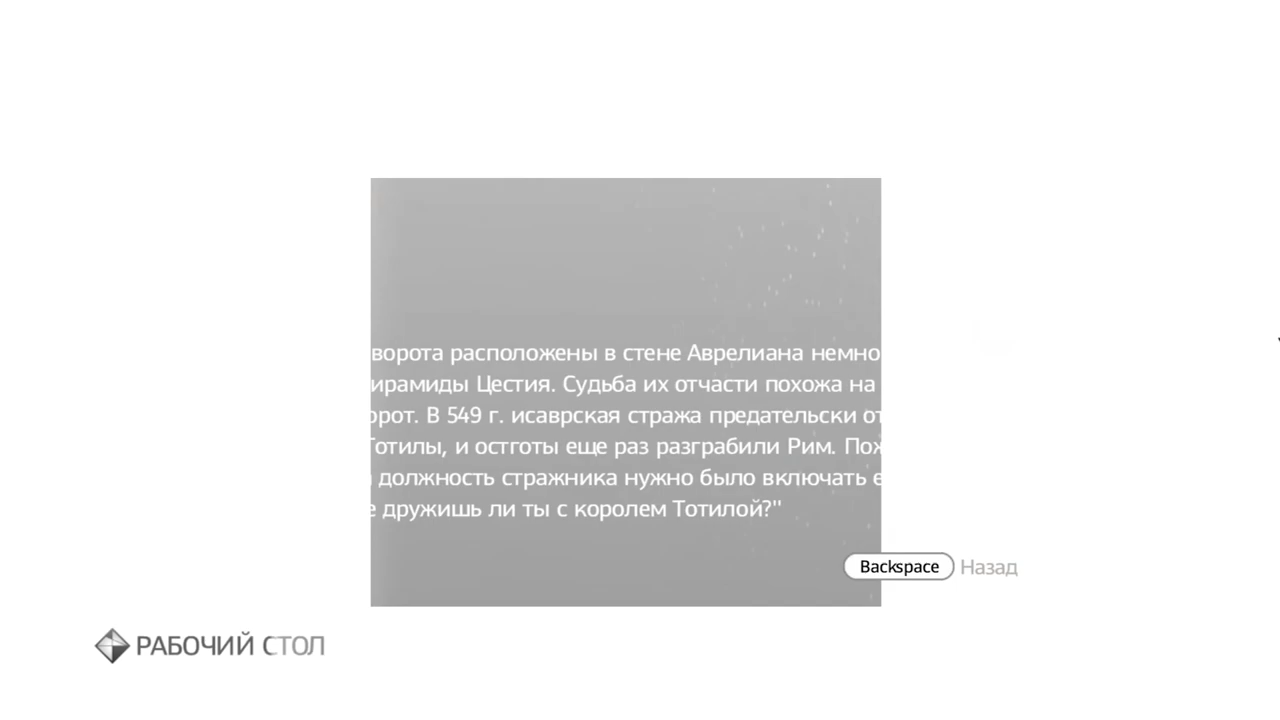 ворота расположены в стене Аврелиана немно
ирамиды Цестия. Судьба их отчасти похожа на
орот. В 549 г. исаврская стража предательски от
Тотилы, и остготы еще раз разграбили Рим. Пож
должность стражника нужно было включать е
е дружишь ли ты с королем Тотилой?"
Backspace Назад
РАБОЧИЙ СТОЛ